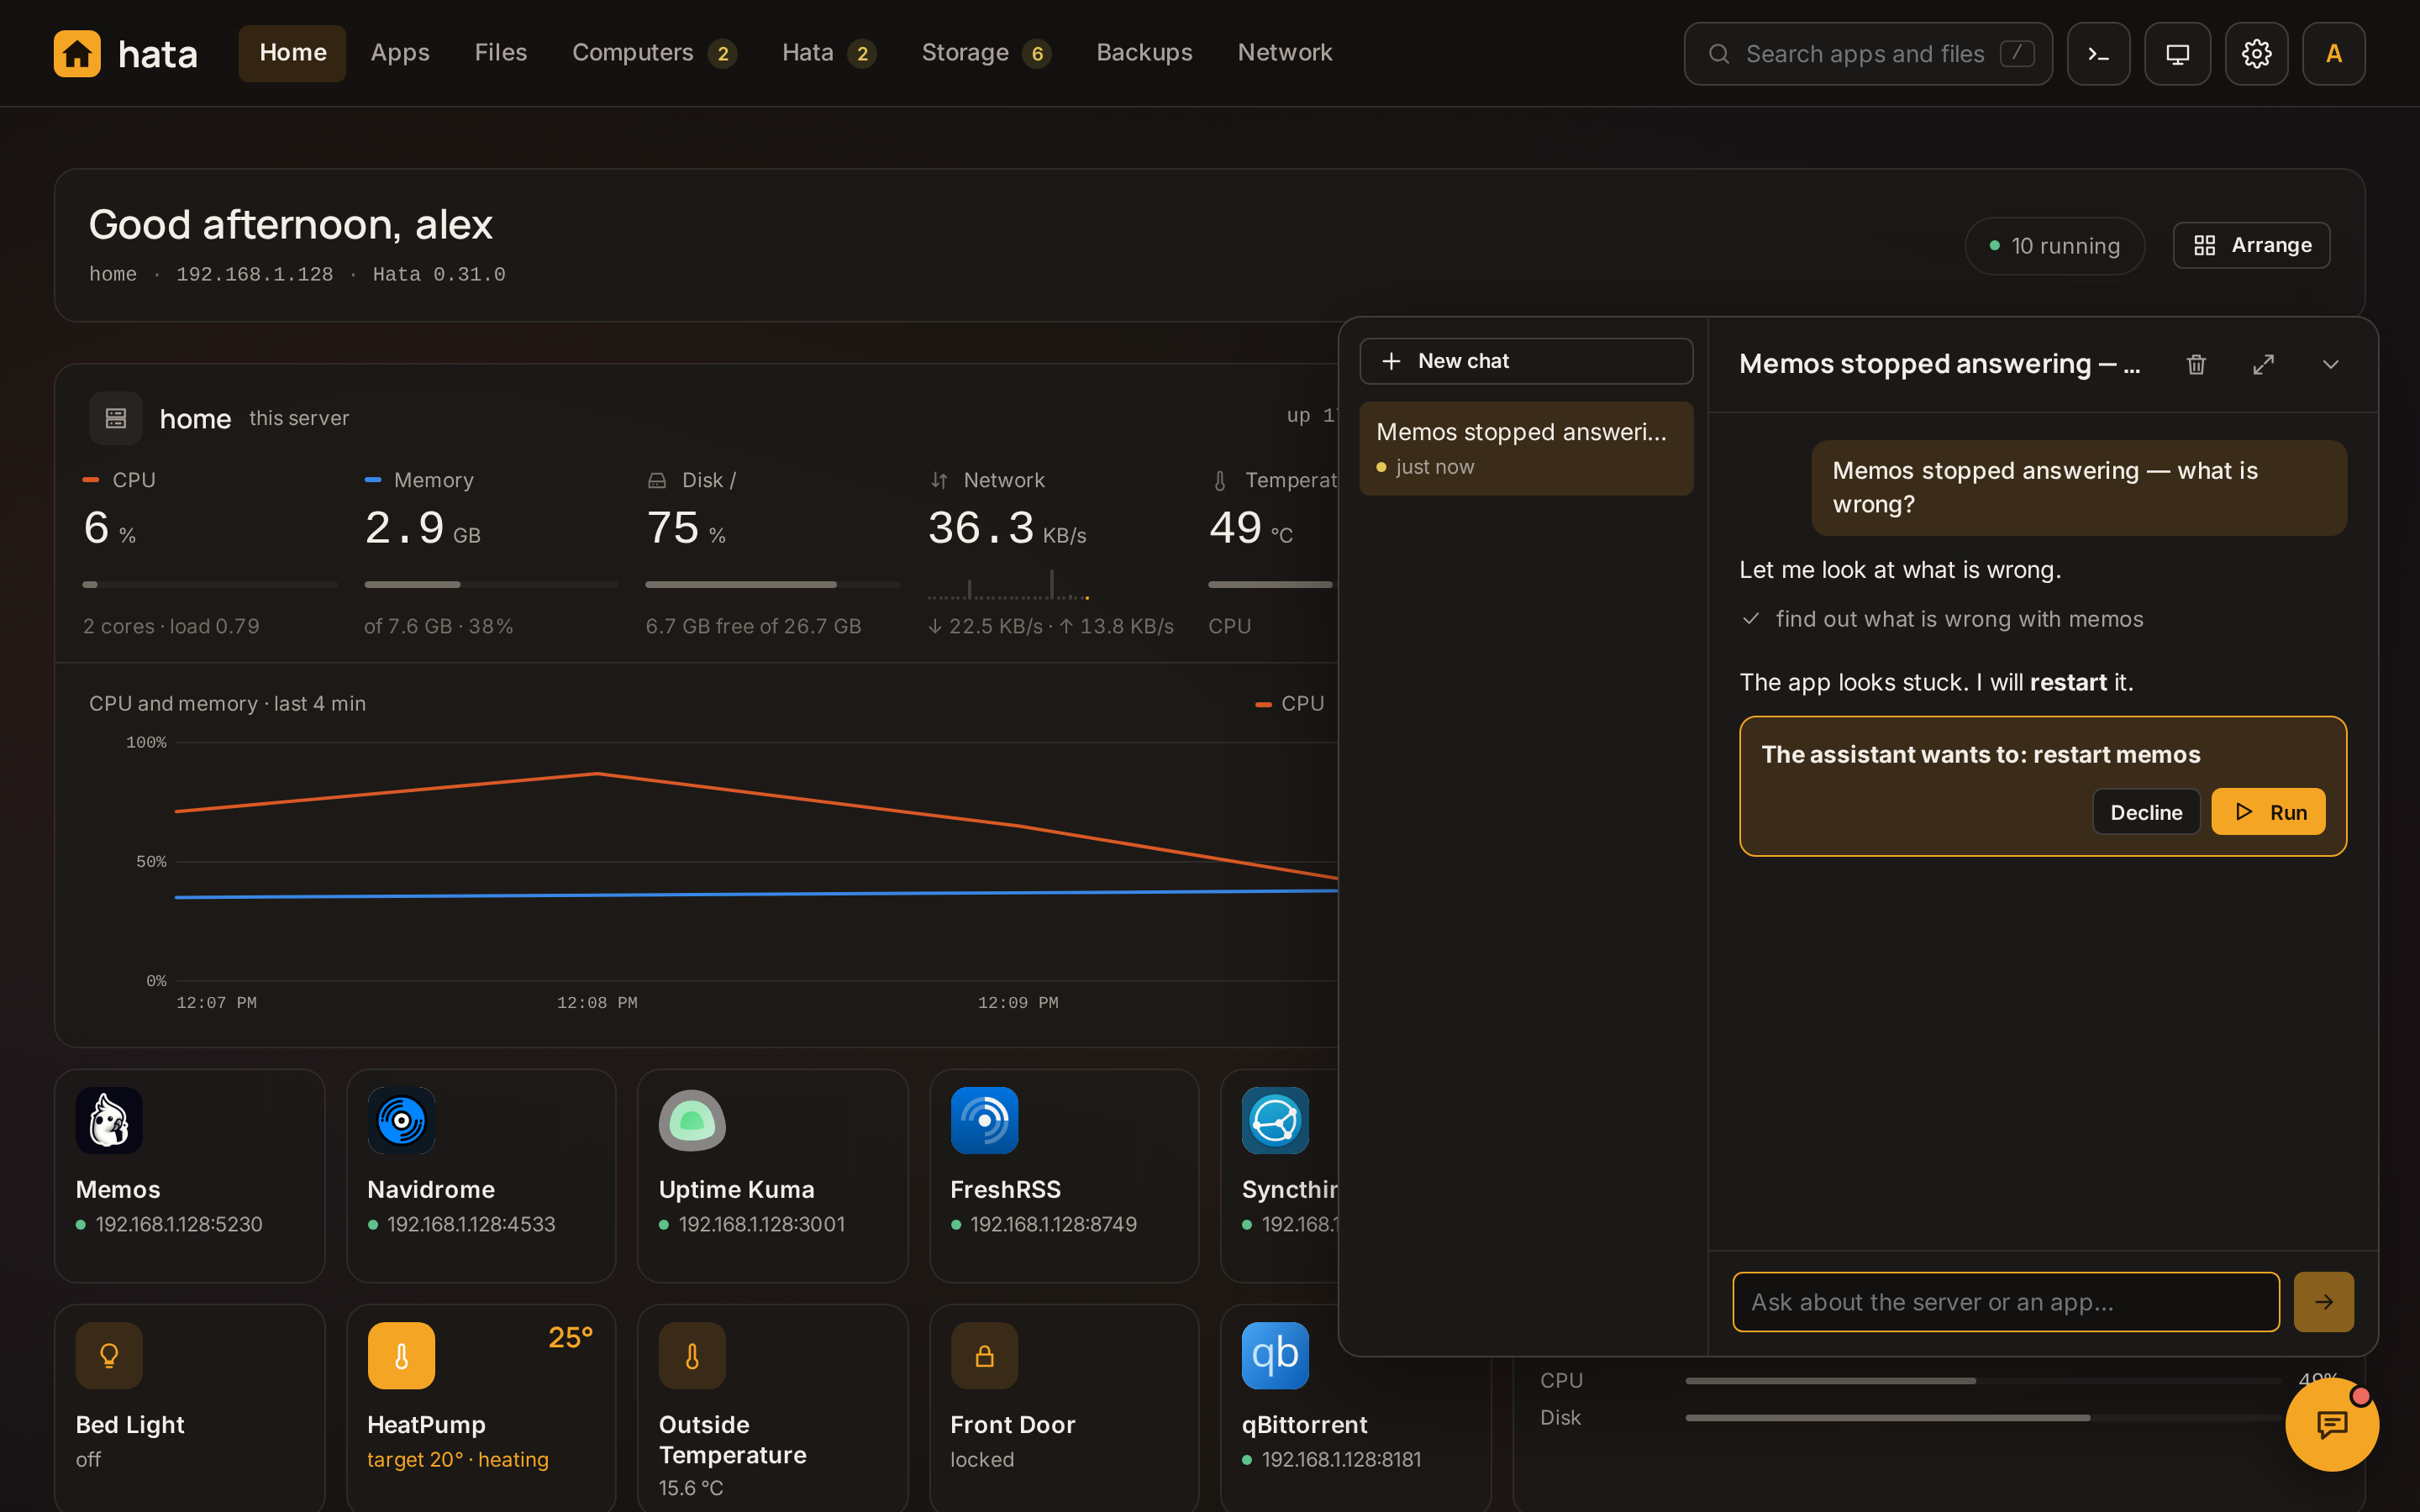 hata
Home
Apps
Files
Computers 2
Hata 2
Storage 6
Backups
Network
Search apps and files /
A
Good afternoon, alex
home · 192.168.1.128 · Hata 0.31.0
10 running
Arrange
home this server
up 1
CPU
6 %
2 cores · load 0.79
Memory
2.9 GB
of 7.6 GB · 38%
Disk /
75 %
6.7 GB free of 26.7 GB
Network
36.3 KB/s
↓ 22.5 KB/s · ↑ 13.8 KB/s
Temperat
49 °C
CPU
CPU and memory · last 4 min
CPU
100%
50%
0%
12:07 PM
12:08 PM
12:09 PM
New chat
Memos stopped answeri...
just now
Memos stopped answering — ...
Memos stopped answering — what is
wrong?
Let me look at what is wrong.
find out what is wrong with memos
The app looks stuck. I will restart it.
The assistant wants to: restart memos
Decline
Run
Ask about the server or an app...
Memos
192.168.1.128:5230
Navidrome
192.168.1.128:4533
Uptime Kuma
192.168.1.128:3001
FreshRSS
192.168.1.128:8749
Syncthin
192.168.1
Bed Light
off
25°
HeatPump
target 20° · heating
Outside
Temperature
15.6 °C
Front Door
locked
qb
qBittorrent
192.168.1.128:8181
CPU
49%
Disk